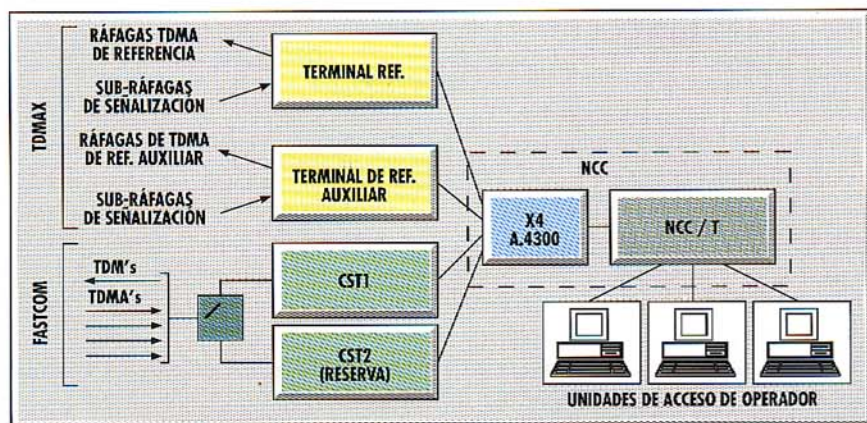 TDMAX
RÁFAGAS TDMA
DE REFERENCIA
SUB-RÁFAGAS
DE SEÑALIZACIÓN
RÁFAGAS DE TDMA
DE REF. AUXILIAR
SUB-RÁFAGAS
DE SEÑALIZACIÓN
TERMINAL REF.
TERMINAL DE REF.
AUXILIAR
FASTCOM
TDM's
TDMA's
CST1
CST2
(RESERVA)
NCC
X4
A.4300
NCC / T
UNIDADES DE ACCESO DE OPERADOR